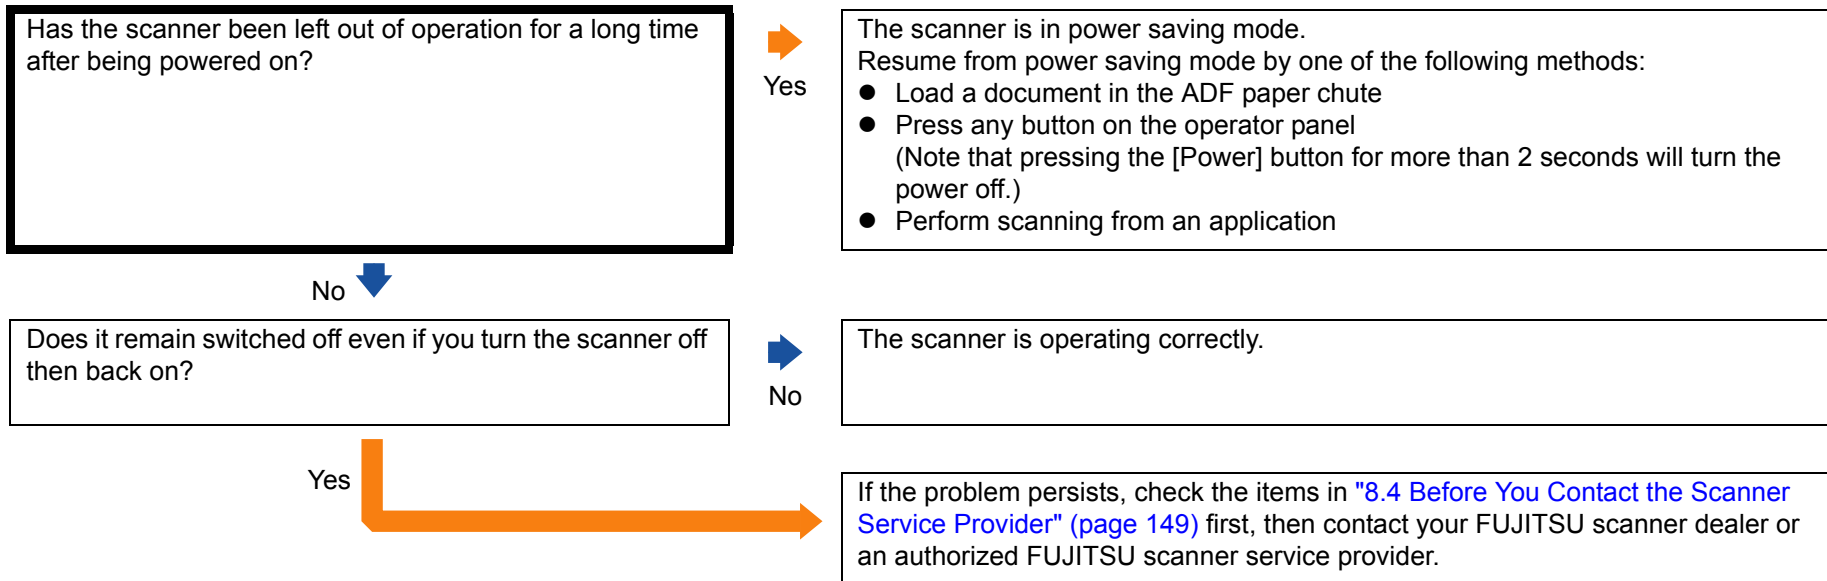 Has the scanner been left out of operation for a long time
after being powered on?
Yes
The scanner is in power saving mode.
Resume from power saving mode by one of the following methods:
● Load a document in the ADF paper chute
● Press any button on the operator panel
(Note that pressing the [Power] button for more than 2 seconds will turn the
power off.)
● Perform scanning from an application
No
Does it remain switched off even if you turn the scanner off
then back on?
No
The scanner is operating correctly.
Yes
If the problem persists, check the items in "8.4 Before You Contact the Scanner
Service Provider" (page 149) first, then contact your FUJITSU scanner dealer or
an authorized FUJITSU scanner service provider.